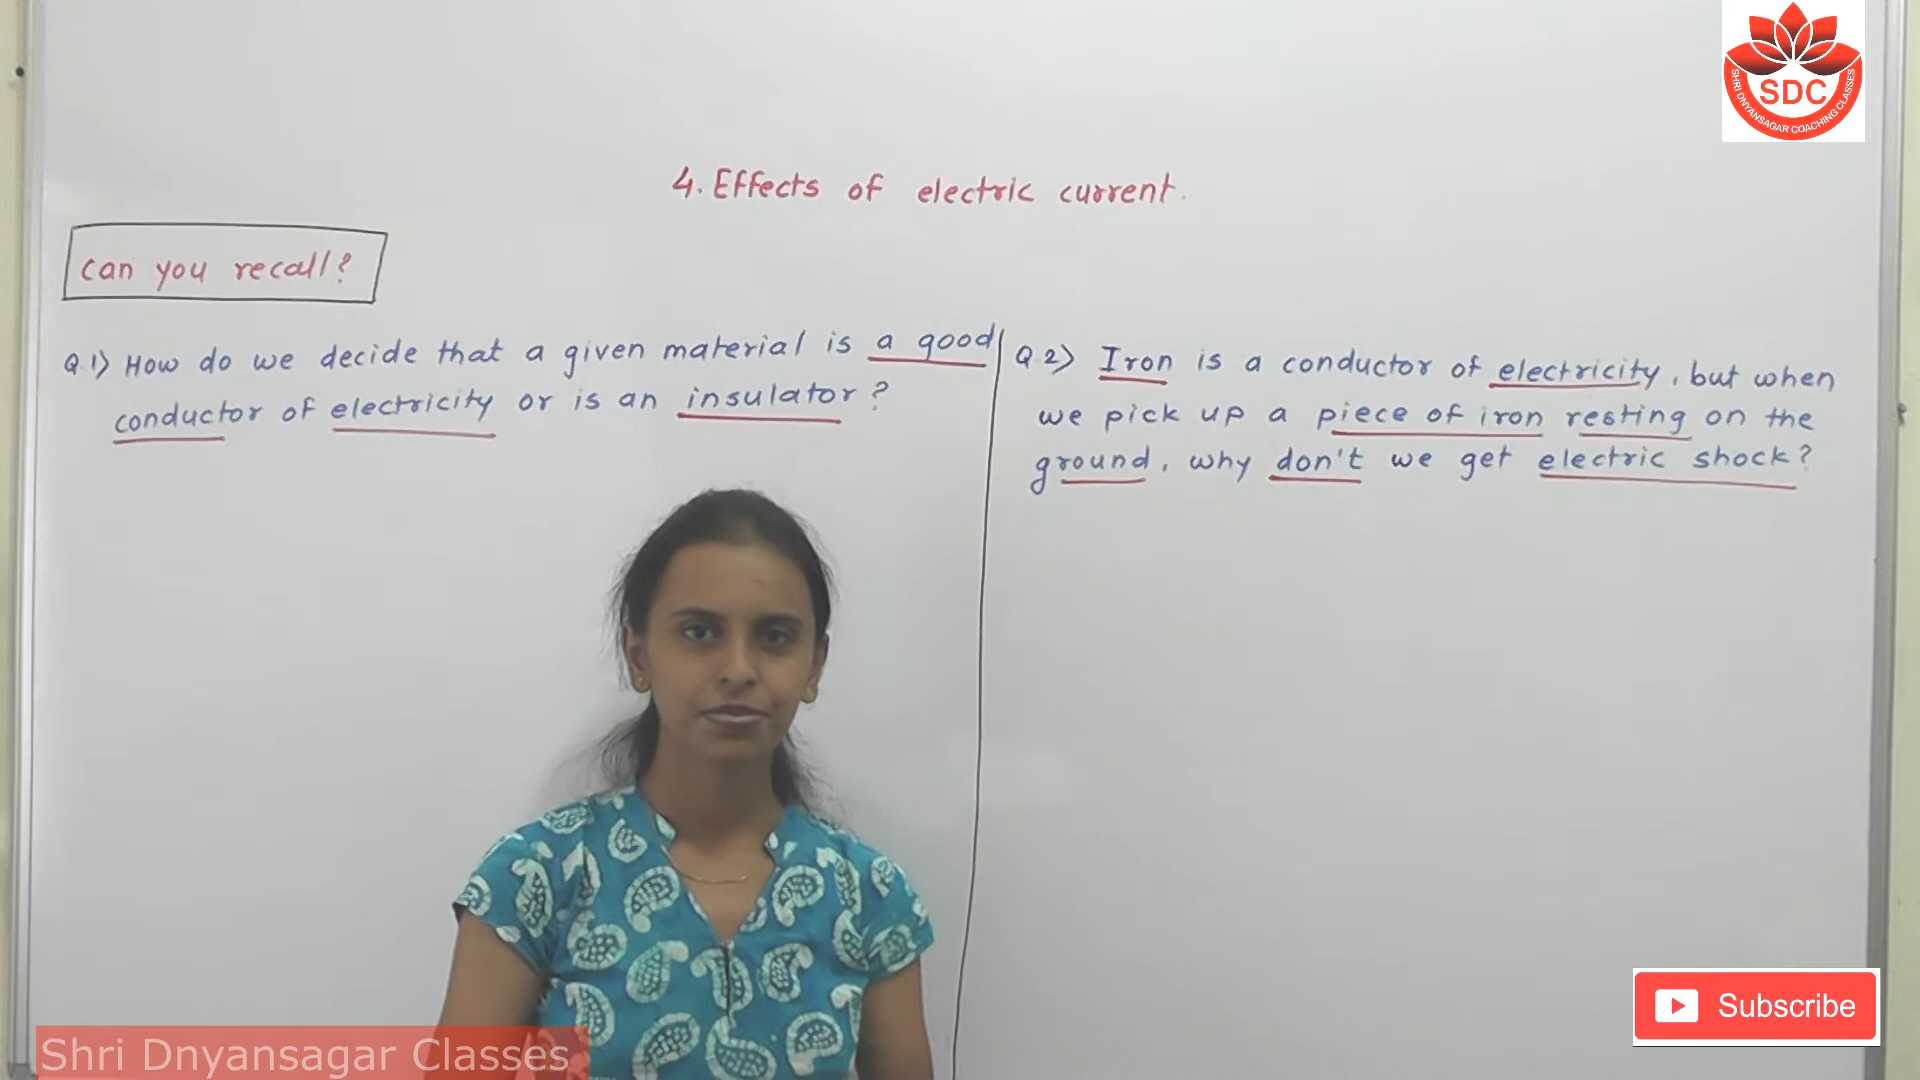 SDC
SHRI DNYANSAGAR COACHING CLASSES
4. Effects of electric current.
can you recall?
Q.1) How do we decide that a given material is a good
conductor of electricity or is an insulator?
Q.2) Iron is a conductor of electricity, but when
we pick up a piece of iron resting on the
ground, why don't we get electric shock?
Subscribe
Shri Dnyansagar Classes